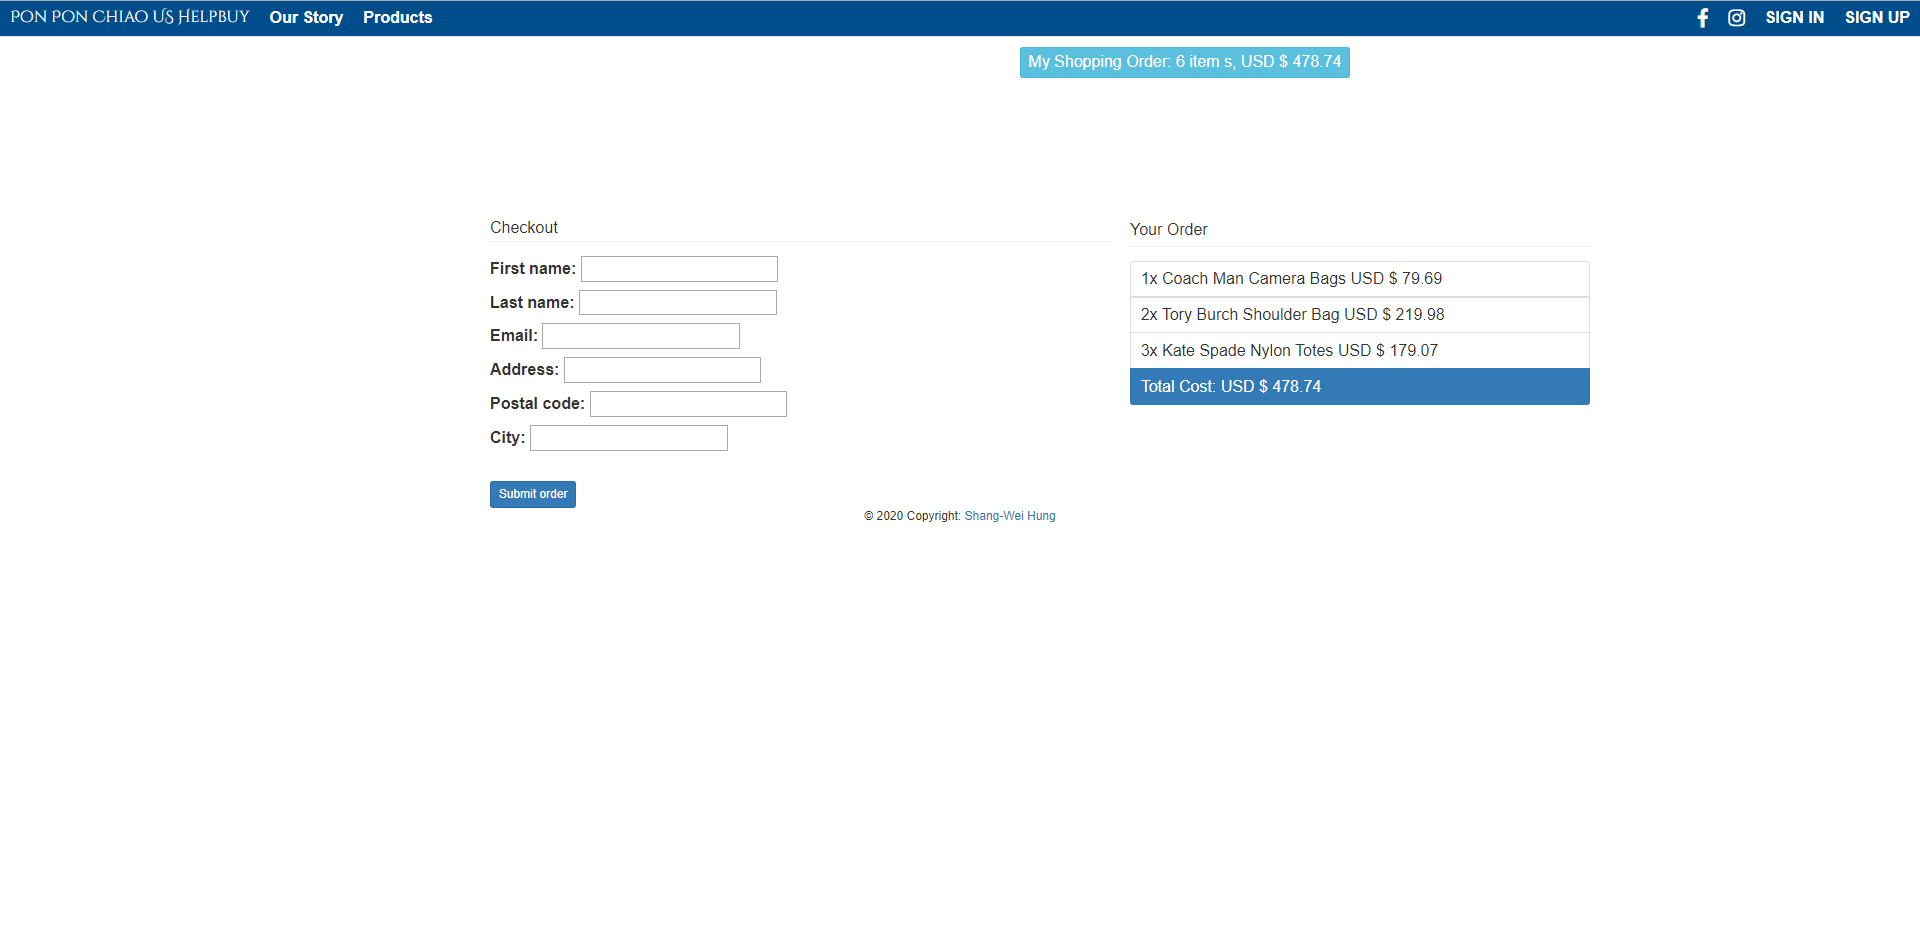 PON PON CHIAO US HELPBUY Our Story Products SIGN IN SIGN UP
My Shopping Order: 6 item s, USD $ 478.74
Checkout
First name:
Last name:
Email:
Address:
Postal code:
City:
Submit order
Your Order
1x Coach Man Camera Bags USD $ 79.69
2x Tory Burch Shoulder Bag USD $ 219.98
3x Kate Spade Nylon Totes USD $ 179.07
Total Cost: USD $ 478.74
© 2020 Copyright: Shang-Wei Hung